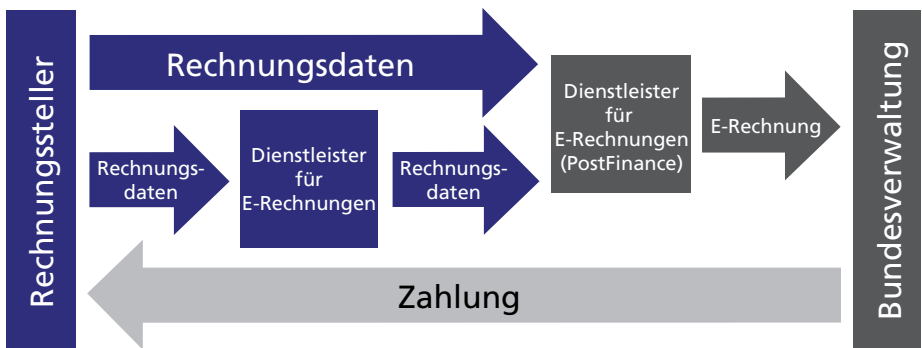 Rechnungssteller
Rechnungsdaten
Rechnungs-
daten
Dienstleister
für
E-Rechnungen
Rechnungs-
daten
Dienstleister
für
E-Rechnungen
(PostFinance)
E-Rechnung
Bundesverwaltung
Zahlung